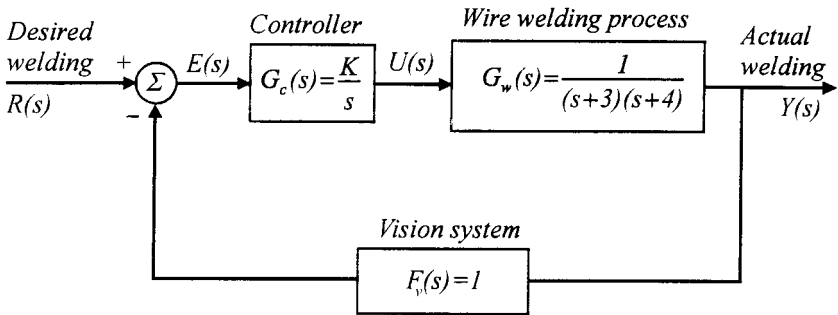 Desired
welding
R(s)
+
−
Σ
E(s)
Controller
G_c(s)=K/s
U(s)
Wire welding process
G_w(s)=1/(s+3)(s+4)
Actual
welding
Y(s)
Vision system
F_v(s)=1